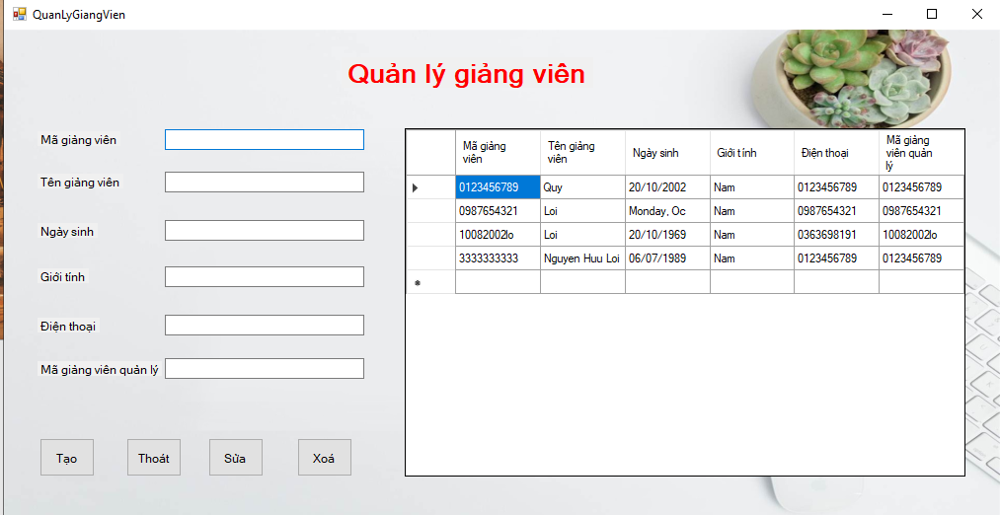 QuanLyGiangVien
Quản lý giảng viên
Mã giảng viên
Tên giảng viên
Ngày sinh
Giới tính
Điện thoại
Mã giảng viên quản lý
Tạo
Thoát
Sửa
Xoá
Mã giảng
viên
Tên giảng
viên
Ngày sinh
Giới tính
Điện thoại
Mã giảng
viên quản
lý
0123456789 Quy 20/10/2002 Nam 0123456789 0123456789
0987654321 Loi Monday, Oc Nam 0987654321 0987654321
10082002lo Loi 20/10/1969 Nam 0363698191 10082002lo
3333333333 Nguyen Huu Loi 06/07/1989 Nam 0123456789 0123456789